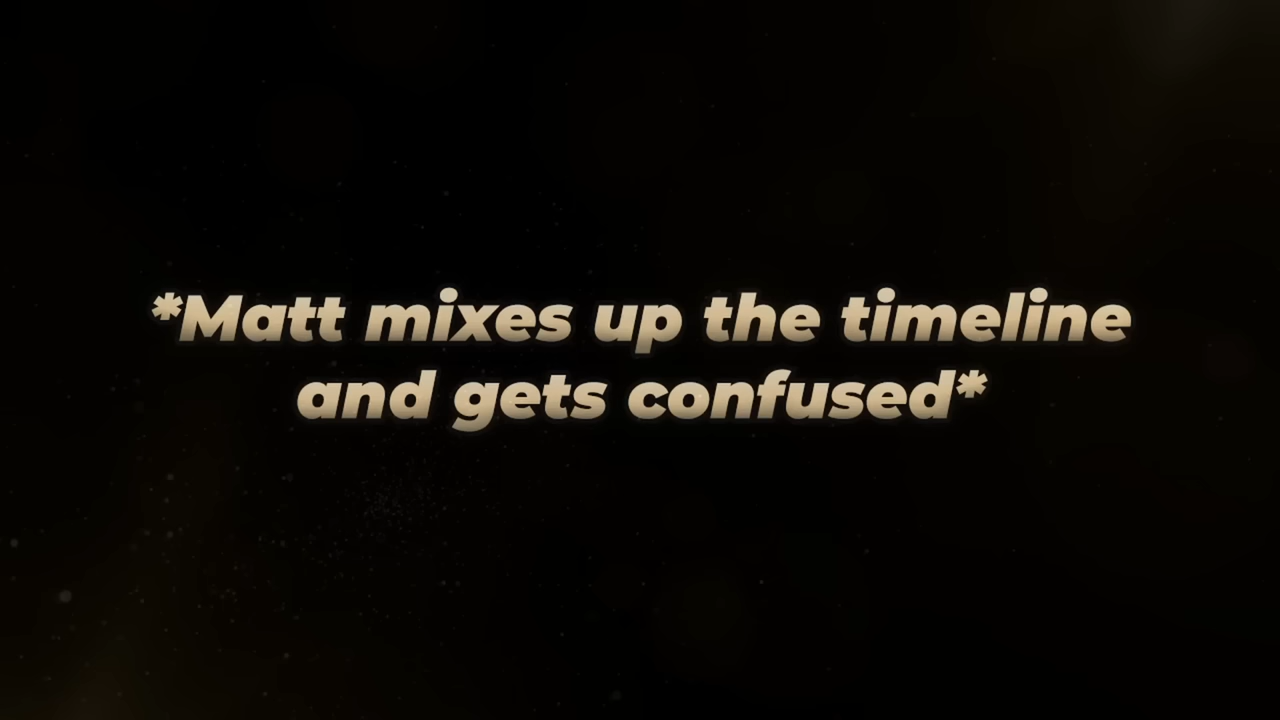 *Matt mixes up the timeline
and gets confused*